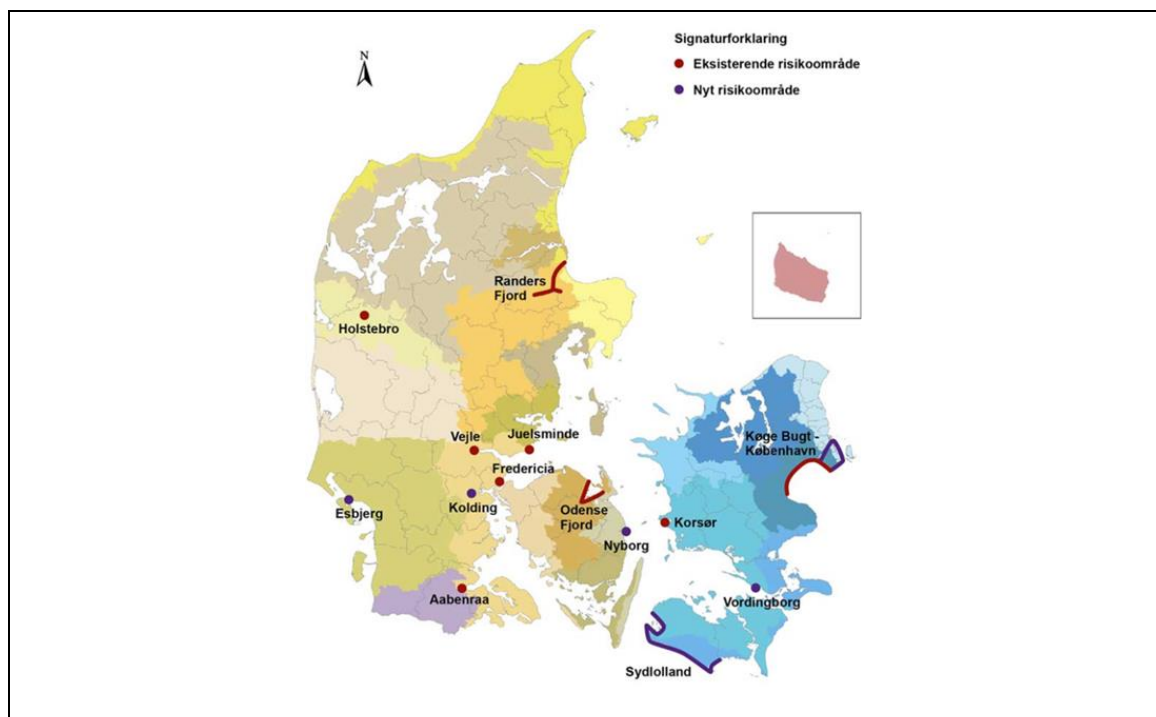 N
Signaturforklaring
Eksisterende risikoområde
Nyt risikoområde
Randers
Fjord
Holstebro
Vejle
Juelsminde
Køge Bugt -
København
Fredericia
Esbjerg
Kolding
Odense
Fjord
Nyborg
Korsør
Aabenraa
Vordingborg
Sydlolland